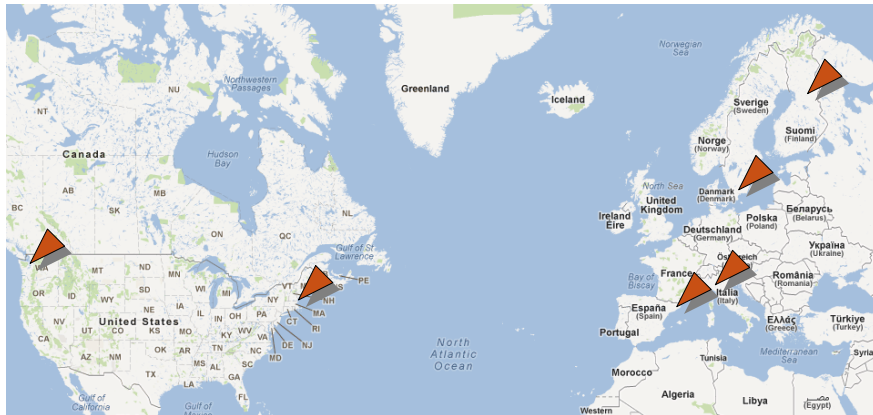 Greenland
Iceland
Norwegian
Sea
Northwestern
Passages
NU
NT
Canada
Hudson
Bay
AB
MB
SK
BC
ON
QC
NL
Gulf of St.
Lawrence
PE
NS
WA
MT
ND
MN
OR
ID
SD
WI
MI
VT
NH
NY
MA
WY
NE
IA
IL
IN
OH
PA
CT
RI
NV
UT
CO
KS
MO
KY
WV
VA
DE
NJ
MD
United States
CA
AZ
NM
OK
AR
TN
NC
SC
TX
LA
MS
AL
GA
FL
Gulf of
California
Gulf of
North
Atlantic
Ocean
Sverige
(Sweden)
Suomi
(Finland)
Norge
(Norway)
North Sea
Danmark
(Denmark)
United
Kingdom
Ireland
Éire
Polska
(Poland)
Беларусь
(Belarus)
Deutschland
(Germany)
Україна
(Ukraine)
Österreich
France
Bay of
Biscay
România
(Romania)
Italia
(Italy)
España
(Spain)
Portugal
Ελλάς
(Greece)
Türkiye
(Turkey)
Mediterranean
Sea
Syria
Tunisia
Morocco
Algeria
Libya
مصر
(Egypt)
Western